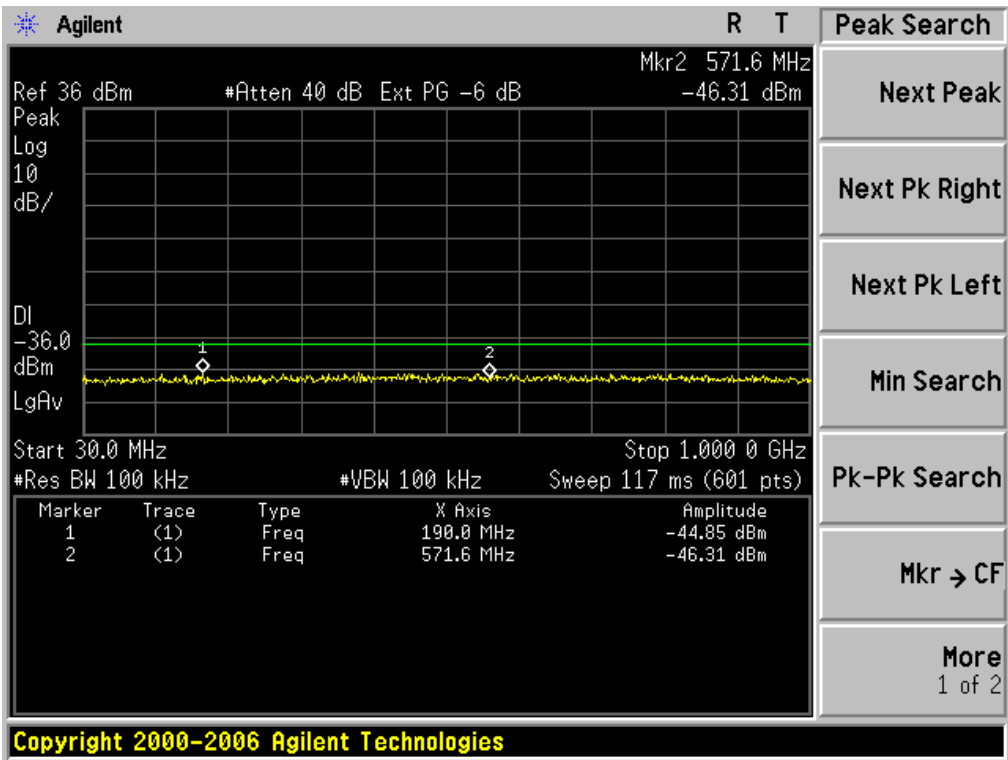 Agilent R T
Peak Search
Mkr2 571.6 MHz
Ref 36 dBm #Atten 40 dB Ext PG -6 dB -46.31 dBm
Peak
Log
10
dB/
DI
-36.0
dBm
LgAv
1
2
Start 30.0 MHz Stop 1.000 0 GHz
#Res BW 100 kHz #VBW 100 kHz Sweep 117 ms (601 pts)
Marker Trace Type X Axis Amplitude
1 (1) Freq 190.0 MHz -44.85 dBm
2 (1) Freq 571.6 MHz -46.31 dBm
Next Peak
Next Pk Right
Next Pk Left
Min Search
Pk-Pk Search
Mkr → CF
More
1 of 2
Copyright 2000-2006 Agilent Technologies